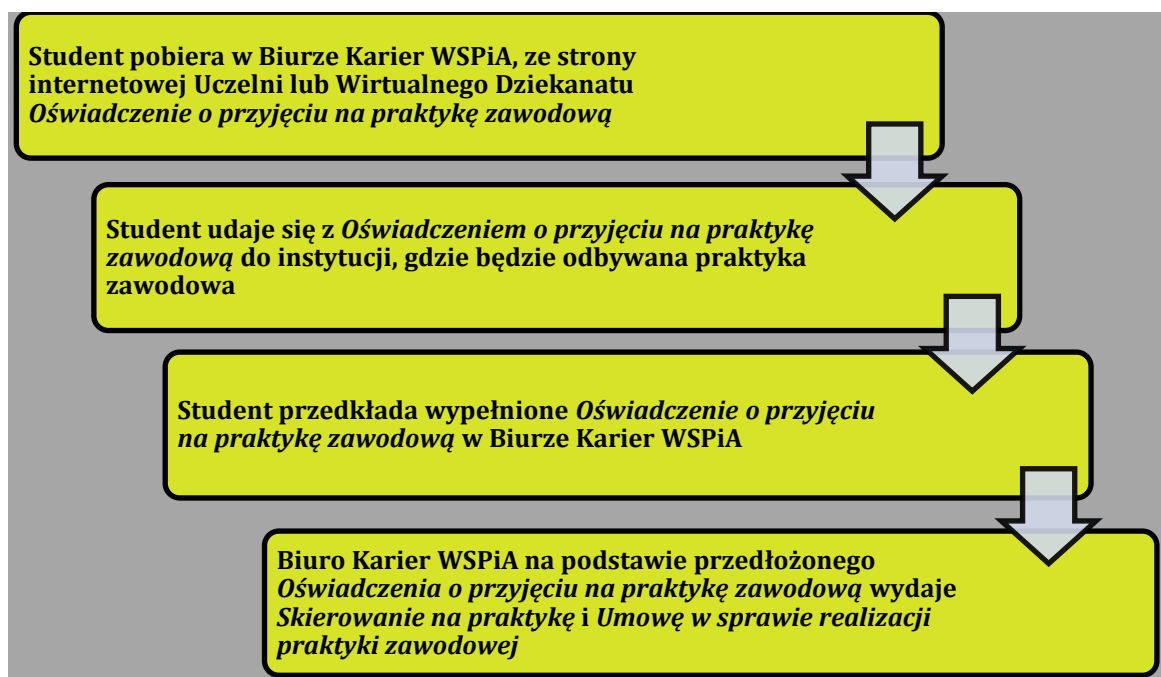 Student pobiera w Biurze Karier WSPiA, ze strony
internetowej Uczelni lub Wirtualnego Dziekanatu
Oświadczenie o przyjęciu na praktykę zawodową
Student udaje się z Oświadczeniem o przyjęciu na praktykę
zawodową do instytucji, gdzie będzie odbywana praktyka
zawodowa
Student przedkłada wypełnione Oświadczenie o przyjęciu
na praktykę zawodową w Biurze Karier WSPiA
Biuro Karier WSPiA na podstawie przedłożonego
Oświadczenia o przyjęciu na praktykę zawodową wydaje
Skierowanie na praktykę i Umowę w sprawie realizacji
praktyki zawodowej